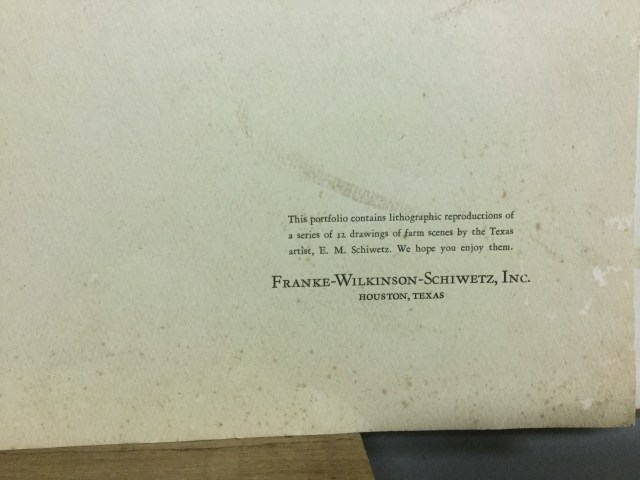 This portfolio contains lithographic reproductions of
a series of 12 drawings of farm scenes by the Texas
artist, E. M. Schiwetz. We hope you enjoy them.
Franke-Wilkinson-Schiwetz, Inc.
HOUSTON, TEXAS